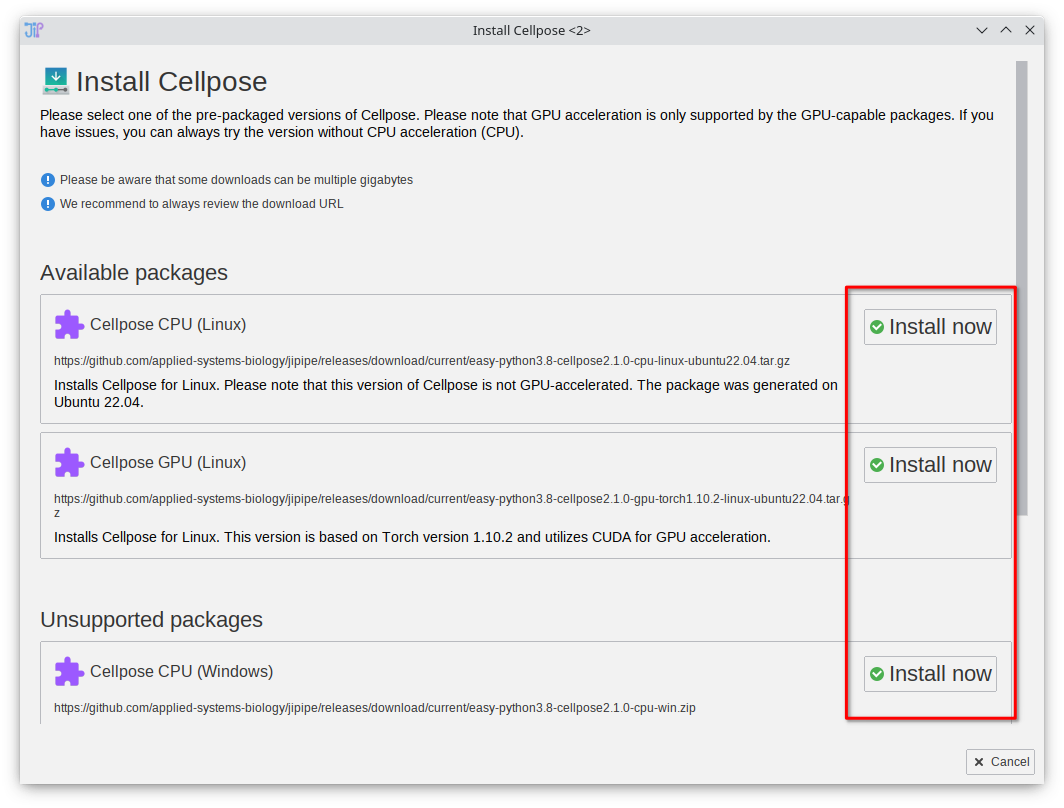 JIP
Install Cellpose <2>
Install Cellpose
Please select one of the pre-packaged versions of Cellpose. Please note that GPU acceleration is only supported by the GPU-capable packages. If you
have issues, you can always try the version without CPU acceleration (CPU).
Please be aware that some downloads can be multiple gigabytes
We recommend to always review the download URL
Available packages
Cellpose CPU (Linux)
Install now
https://github.com/applied-systems-biology/jipipe/releases/download/current/easy-python3.8-cellpose2.1.0-cpu-linux-ubuntu22.04.tar.gz
Installs Cellpose for Linux. Please note that this version of Cellpose is not GPU-accelerated. The package was generated on
Ubuntu 22.04.
Cellpose GPU (Linux)
Install now
https://github.com/applied-systems-biology/jipipe/releases/download/current/easy-python3.8-cellpose2.1.0-gpu-torch1.10.2-linux-ubuntu22.04.tar.g
z
Installs Cellpose for Linux. This version is based on Torch version 1.10.2 and utilizes CUDA for GPU acceleration.
Unsupported packages
Cellpose CPU (Windows)
Install now
https://github.com/applied-systems-biology/jipipe/releases/download/current/easy-python3.8-cellpose2.1.0-cpu-win.zip
Cancel